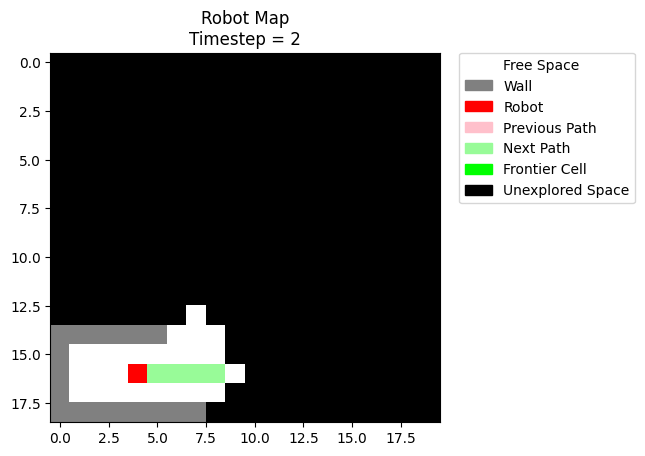 Robot Map
Timestep = 2
0.0
2.5
5.0
7.5
10.0
12.5
15.0
17.5
0.0 2.5 5.0 7.5 10.0 12.5 15.0 17.5
Free Space
Wall
Robot
Previous Path
Next Path
Frontier Cell
Unexplored Space